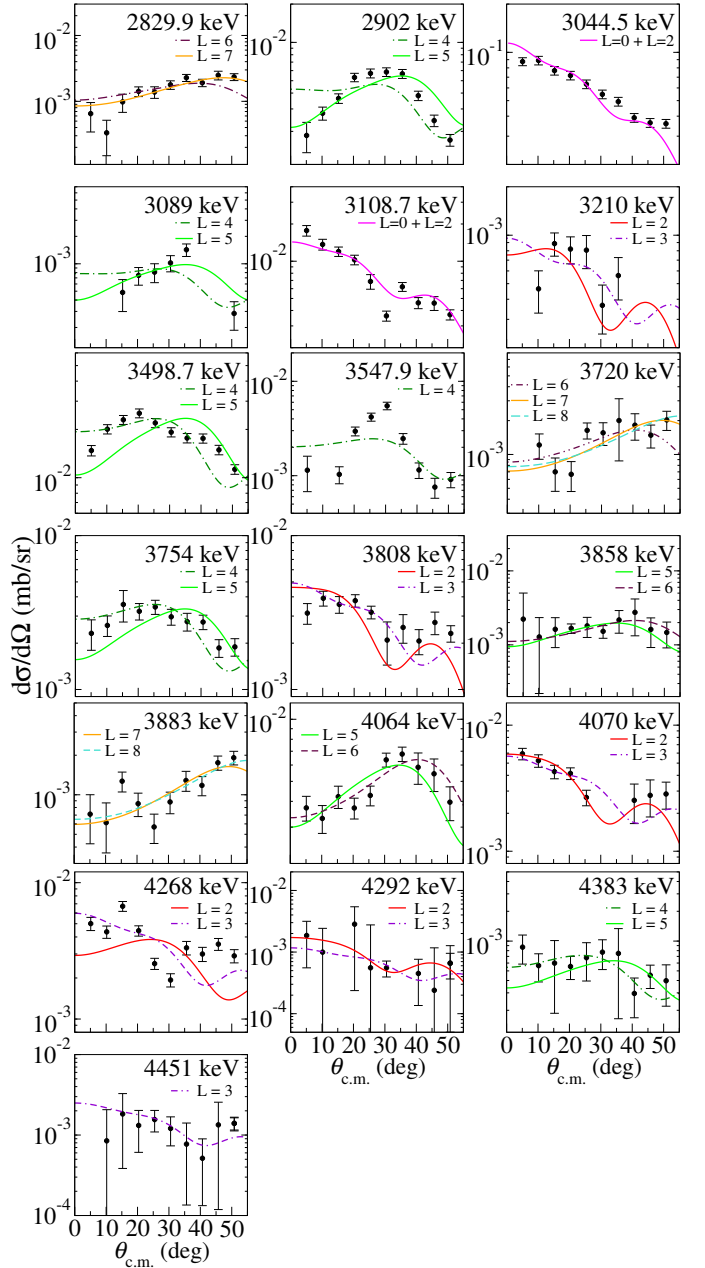 10⁻²
10⁻³
2829.9 keV
L = 6
L = 7
10⁻²
2902 keV
L = 4
L = 5
10⁻¹
3044.5 keV
L=0 + L=2
10⁻³
3089 keV
L = 4
L = 5
10⁻²
3108.7 keV
L=0 + L=2
10⁻³
3210 keV
L = 2
L = 3
10⁻²
3498.7 keV
L = 4
L = 5
10⁻²
10⁻³
3547.9 keV
L = 4
10⁻³
3720 keV
L = 6
L = 7
L = 8
dσ/dΩ (mb/sr)
10⁻²
10⁻³
3754 keV
L = 4
L = 5
10⁻²
10⁻³
3808 keV
L = 2
L = 3
10⁻²
10⁻³
3858 keV
L = 5
L = 6
10⁻³
3883 keV
L = 7
L = 8
10⁻²
4064 keV
L = 5
L = 6
10⁻²
10⁻³
4070 keV
L = 2
L = 3
10⁻²
10⁻³
4268 keV
L = 2
L = 3
10⁻²
10⁻³
10⁻⁴
4292 keV
L = 2
L = 3
0 10 20 30 40 50
θc.m. (deg)
10⁻³
4383 keV
L = 4
L = 5
0 10 20 30 40 50
θc.m. (deg)
10⁻²
10⁻³
10⁻⁴
4451 keV
L = 3
0 10 20 30 40 50
θc.m. (deg)